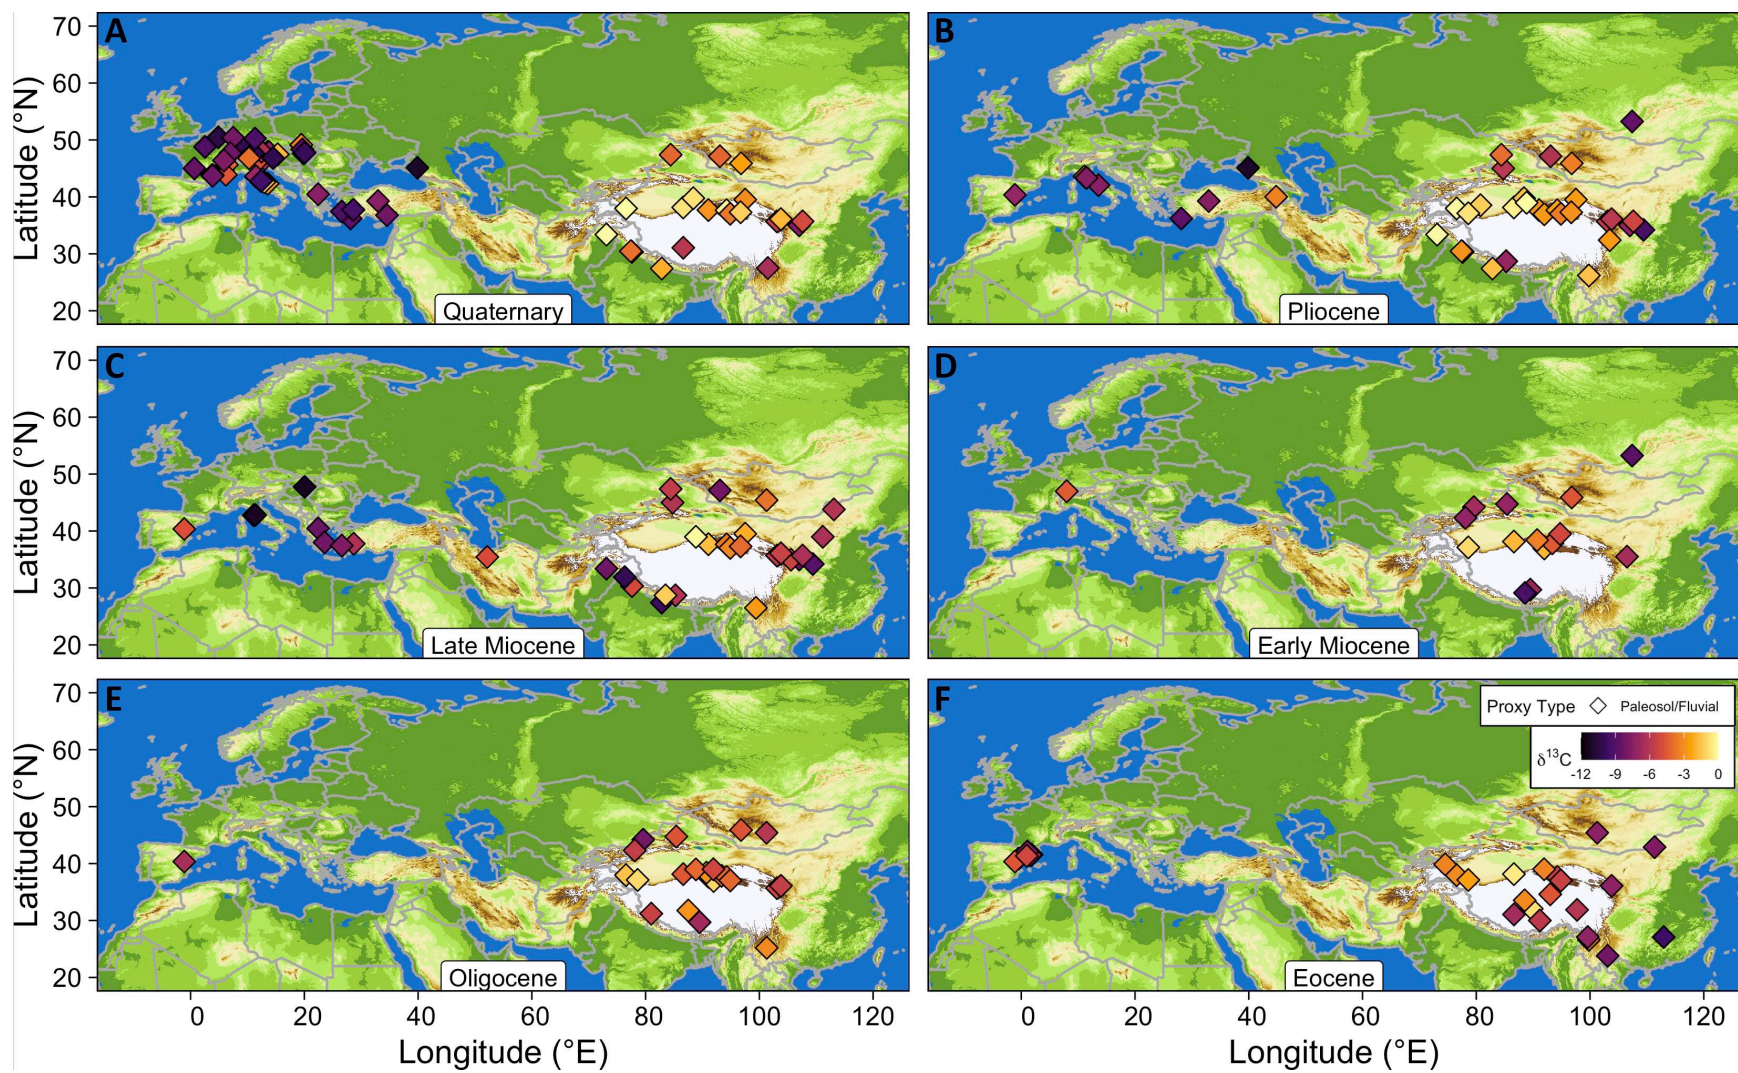 A
B
70
60
50
40
30
20
Latitude (°N)
Quaternary
Pliocene
C
D
70
60
50
40
30
20
Latitude (°N)
Late Miocene
Early Miocene
E
F
Proxy Type Paleosol/Fluvial
δ13C
-12 -9 -6 -3 0
70
60
50
40
30
20
Latitude (°N)
Oligocene
Eocene
0 20 40 60 80 100 120
0 20 40 60 80 100 120
Longitude (°E)
Longitude (°E)